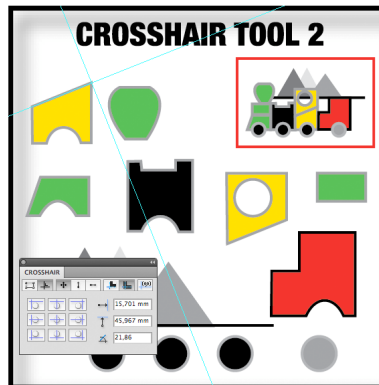 CROSSHAIR TOOL 2
CROSSHAIR
15,701 mm
45,967 mm
21,86